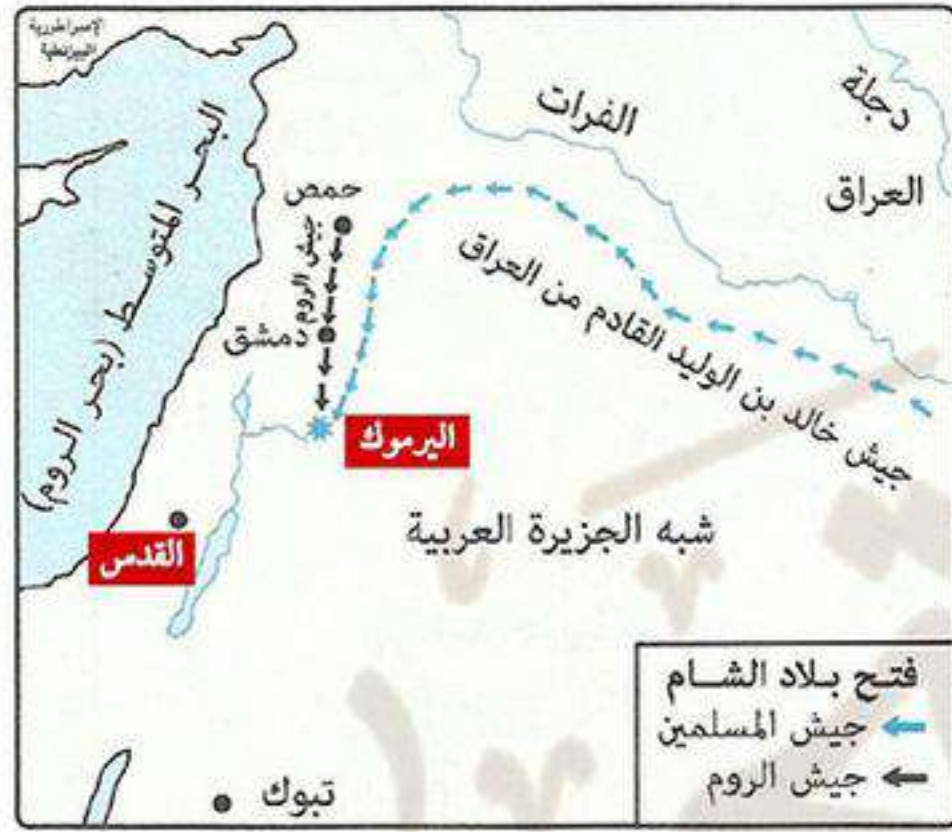 الإمبراطورية
البيزنطية
البحر المتوسط (بحر الروم)
دجلة
الفرات
العراق
حمص
جيش الروم
دمشق
جيش خالد بن الوليد القادم من العراق
اليرموك
القدس
شبه الجزيرة العربية
تبوك
فتح بلاد الشام
جيش المسلمين
جيش الروم